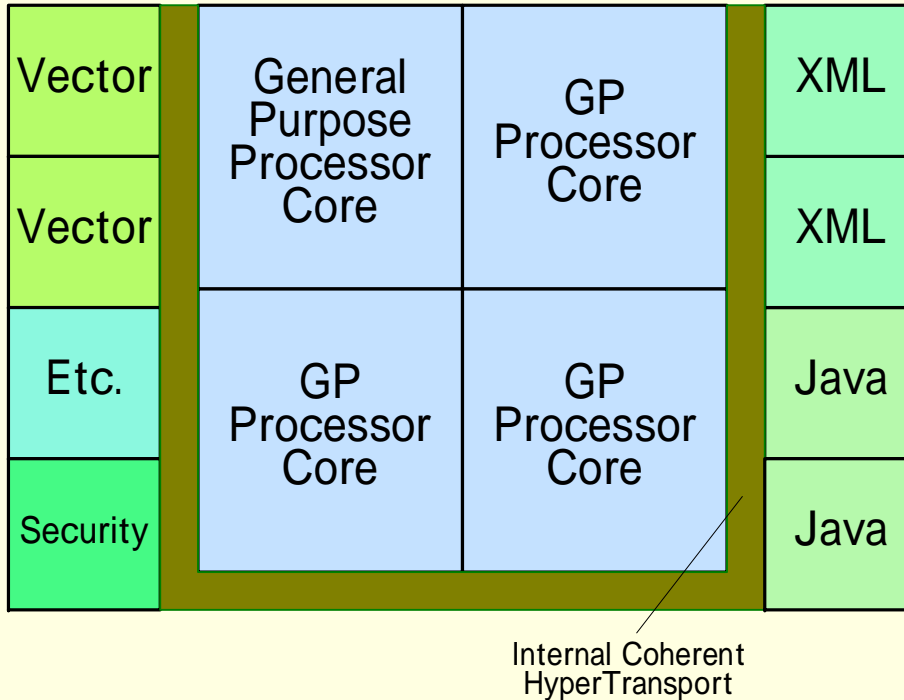 Vector
General
Purpose
Processor
Core
GP
Processor
Core
XML
Vector
XML
Etc.
GP
Processor
Core
GP
Processor
Core
Java
Security
Java
Internal Coherent
HyperTransport